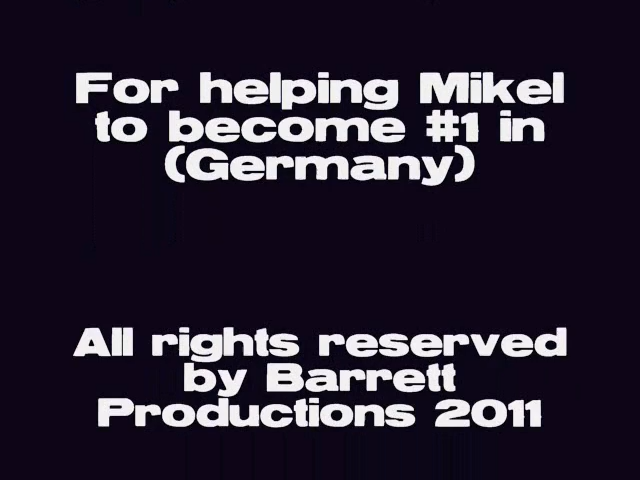 For helping Mikel
to become #1 in
(Germany)
All rights reserved
by Barrett
Productions 2011